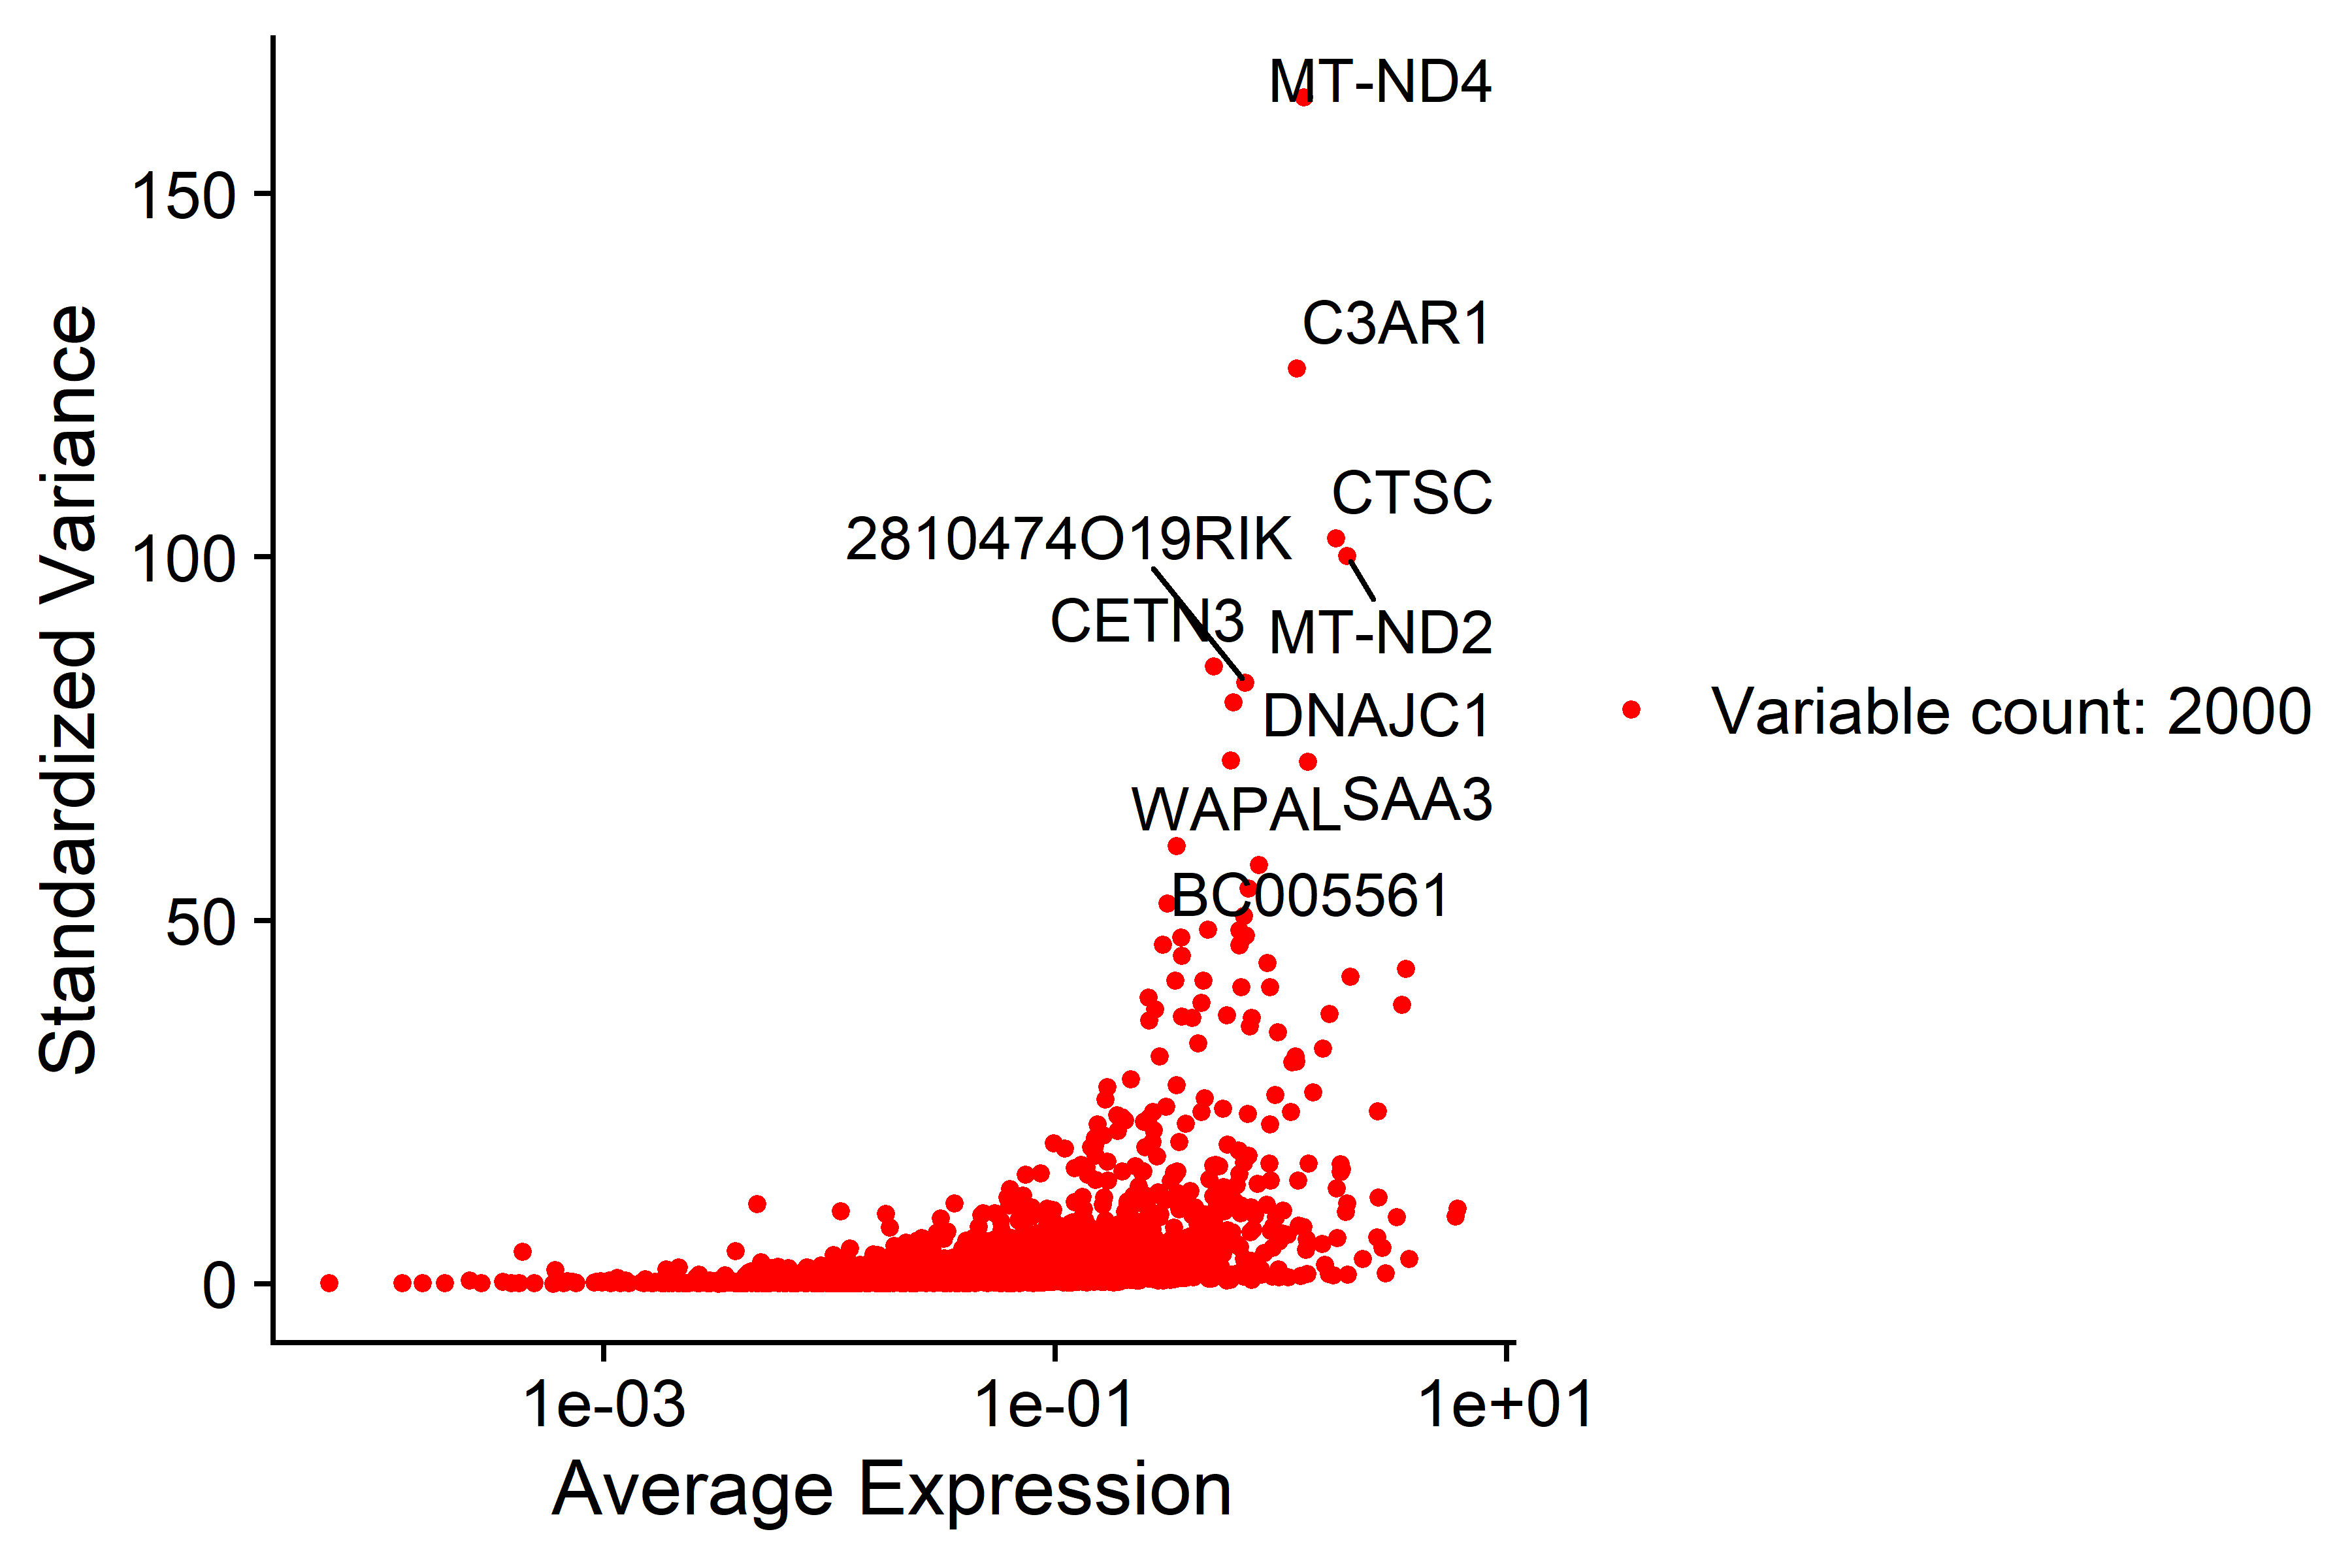 Standardized Variance
150
100
50
0
MT-ND4
C3AR1
CTSC
2810474O19RIK
CETN3
MT-ND2
DNAJC1
WAPAL
SAA3
BC005561
Variable count: 2000
1e-03
1e-01
1e+01
Average Expression